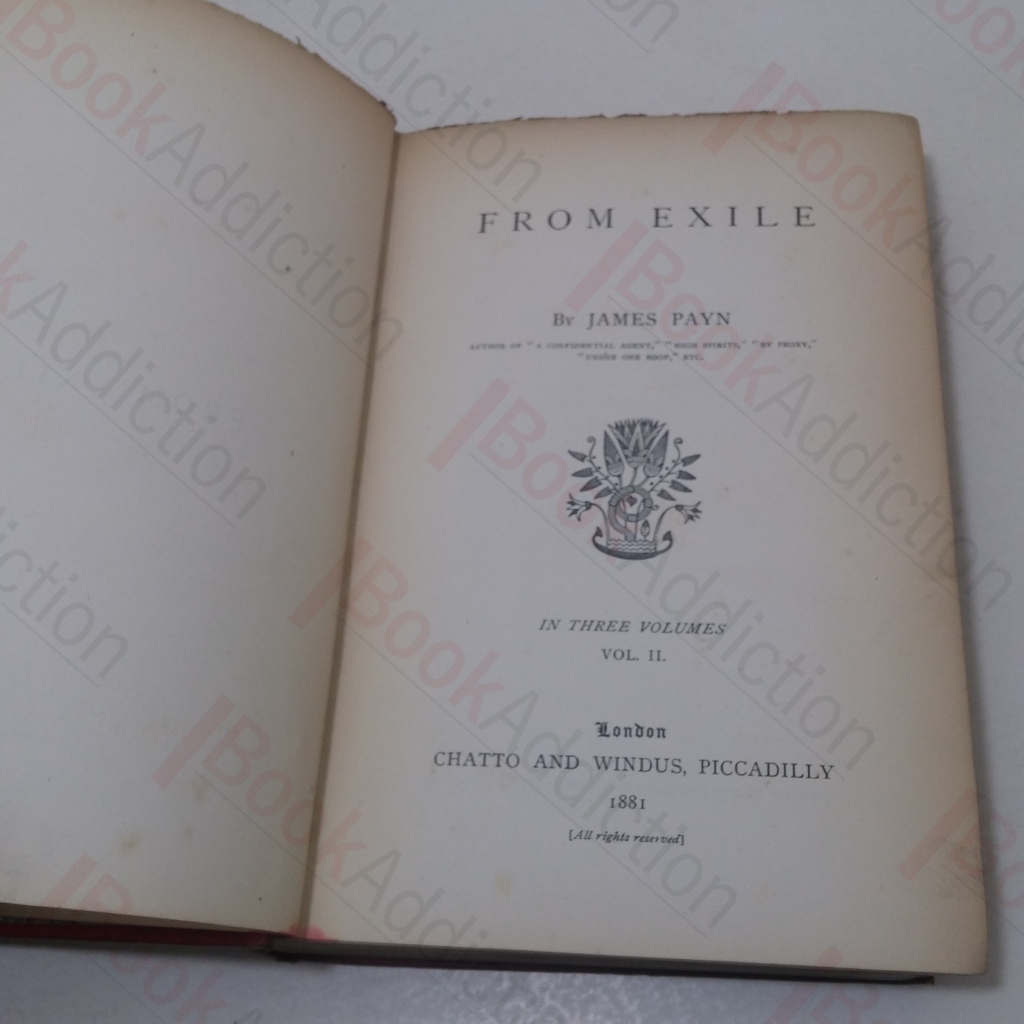 FROM EXILE
BY JAMES PAYN
AUTHOR OF "A CONFIDENTIAL AGENT," "HIGH SPIRITS," "BY PROXY,"
"UNDER ONE ROOF," ETC.
IN THREE VOLUMES
VOL. II.
London
CHATTO AND WINDUS, PICCADILLY
1881
[All rights reserved]
BookAddiction